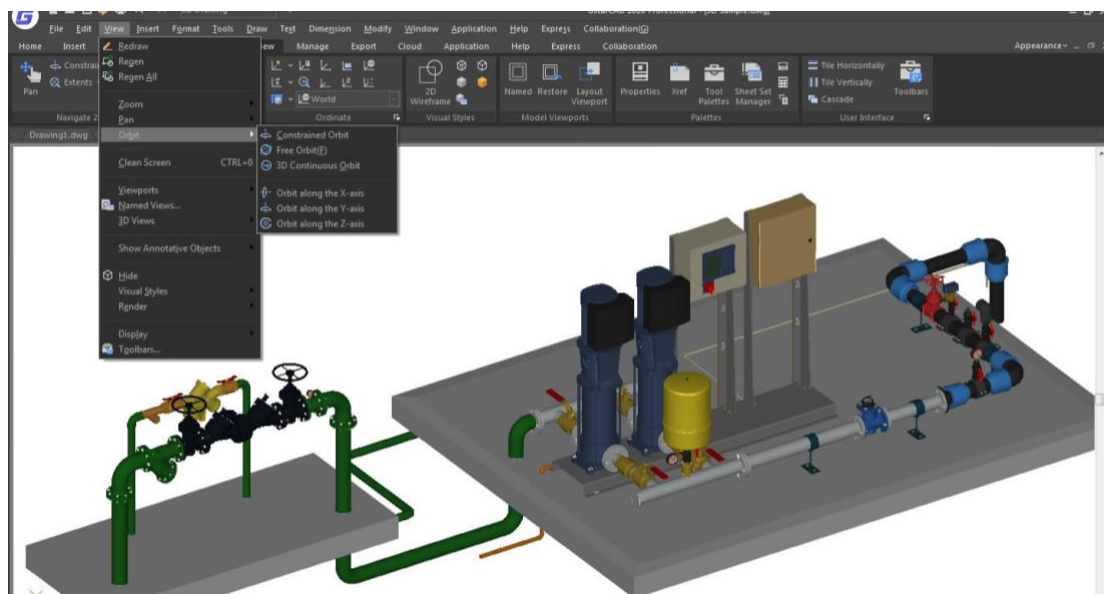 File Edit View Insert Format Tools Draw Text Dimension Modify Window Application Help Express Collaboration(G)
Home Insert Manage Export Cloud Application Help Express Collaboration Appearance
Redraw
Regen
Regen All
Zoom
Pan
Orbit
Clean Screen CTRL+0
Viewports
Named Views...
3D Views
Show Annotative Objects
Hide
Visual Styles
Render
Display
Toolbars...
Constrained Orbit
Free Orbit(F)
3D Continuous Orbit
Orbit along the X-axis
Orbit along the Y-axis
Orbit along the Z-axis
Pan
Extents
Navigate 2
Drawing1.dwg
World
Ordinate
2D
Wireframe
Visual Styles
Named Restore Layout
Viewport
Model Viewports
Properties Xref Tool
Palettes
Sheet Set
Manager
Palettes
Tile Horizontally
Tile Vertically
Cascade
Toolbars
User Interface